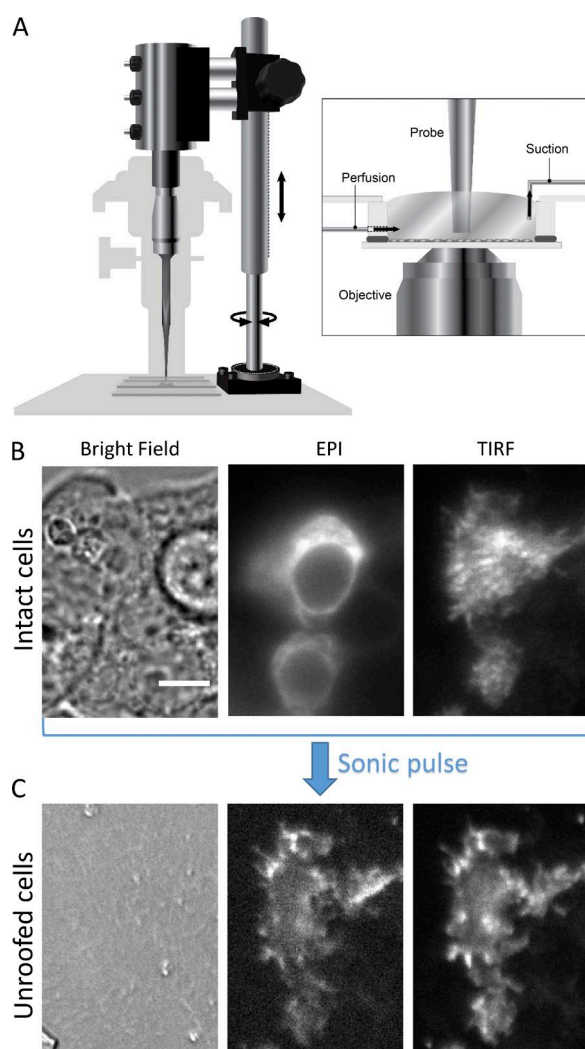 A
Probe
Suction
Perfusion
Objective
B
Bright Field
EPI
TIRF
Intact cells
Sonic pulse
C
Unroofed cells